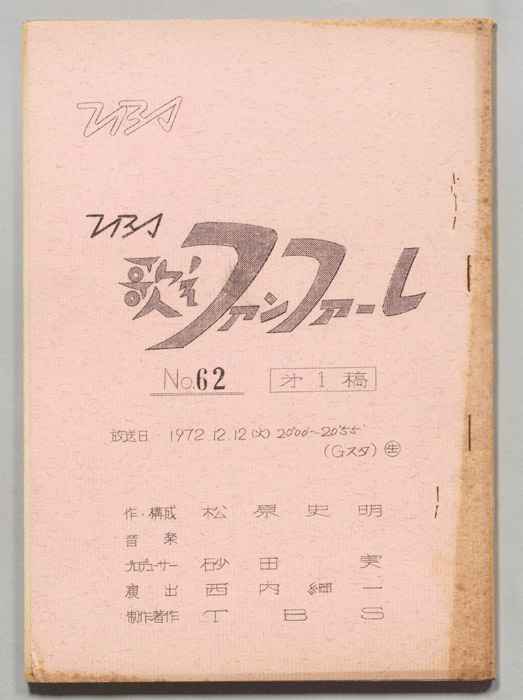 TBS
TBS
歌えファンファーレ
No.62 㐧1稿
放送日 1972.12.12(火) 20:00~20:55
(Gスタ) 生
作・構成 松原史明
音楽
プロデューサー 砂田実
演出 西内綱一
制作著作 TBS